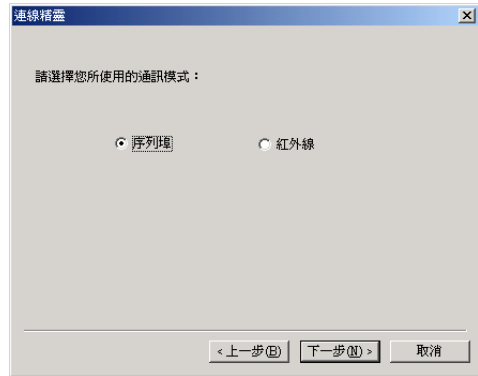 連線精靈
請選擇您所使用的通訊模式：
序列埠
紅外線
<上一步(B)
下一步(N)>
取消